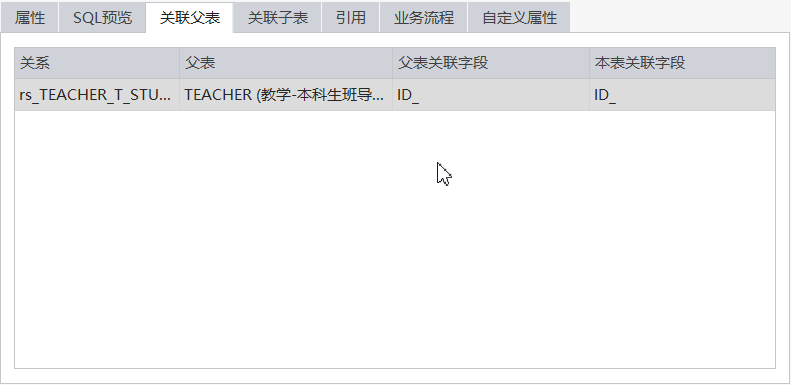 属性 SQL预览 关联父表 关联子表 引用 业务流程 自定义属性
关系 父表 父表关联字段 本表关联字段
rs_TEACHER_T_STU... TEACHER (教学-本科生班导... ID_ ID_